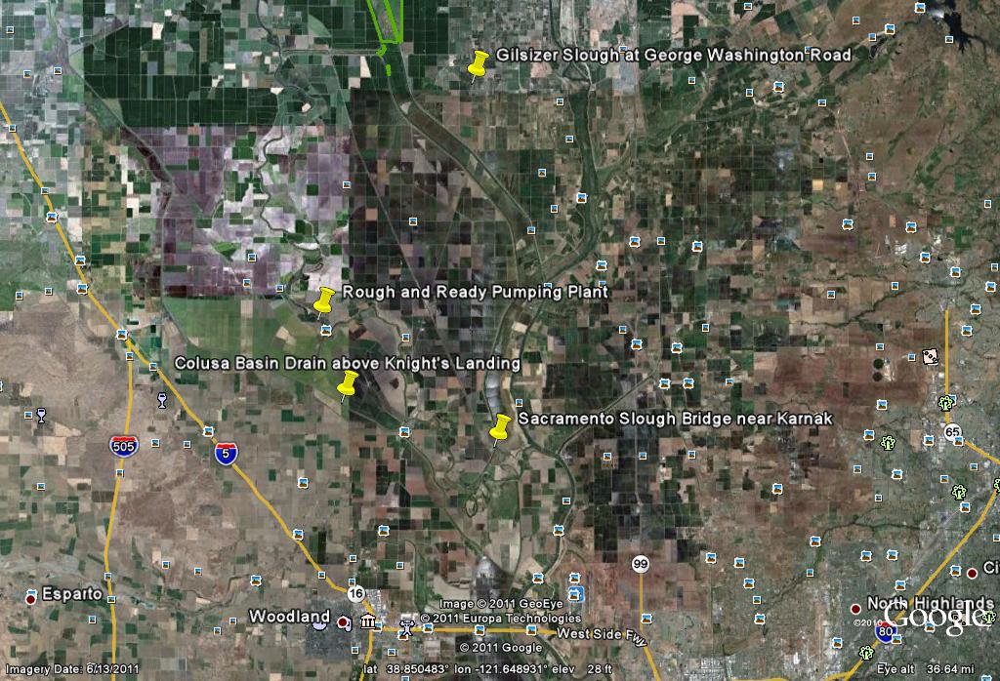 Gilsizer Slough at George Washington Road
Rough and Ready Pumping Plant
Colusa Basin Drain above Knight's Landing
Sacramento Slough Bridge near Karnak
65
505
5
99
Esparto
16
Woodland
Ci
North Highlands
Image © 2011 GeoEye
© 2011 Europa Technologies
©2010 Google
80
West Side Fky
© 2011 Google
Imagery Date: 6/13/2011
lat 38.850483° lon -121.648931° elev 28 ft
Eye alt 36.64 mi